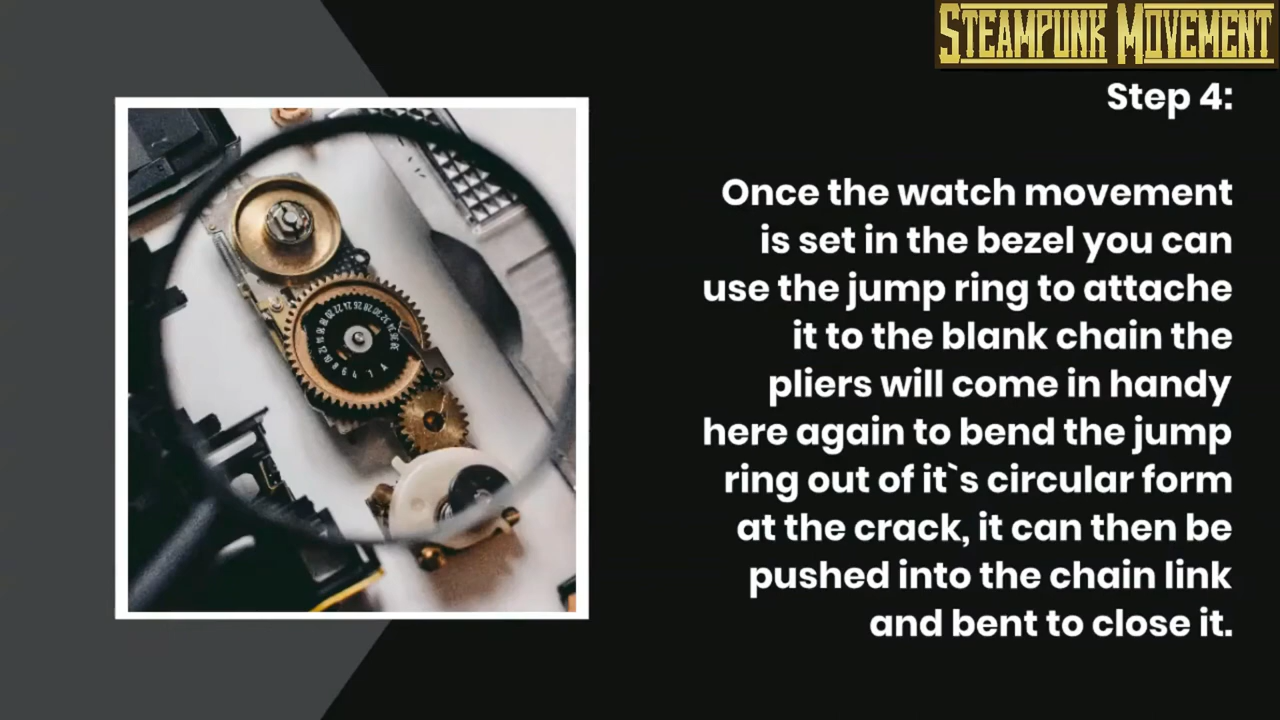 STEAMPUNK MOVEMENT
Step 4:
Once the watch movement
is set in the bezel you can
use the jump ring to attache
it to the blank chain the
pliers will come in handy
here again to bend the jump
ring out of it`s circular form
at the crack, it can then be
pushed into the chain link
and bent to close it.